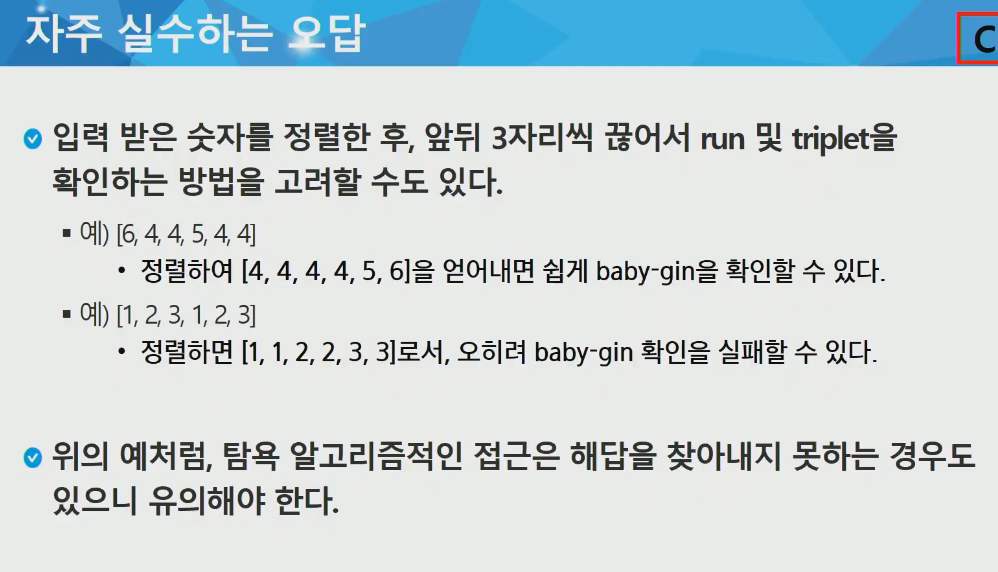 자주 실수하는 오답
C
입력 받은 숫자를 정렬한 후, 앞뒤 3자리씩 끊어서 run 및 triplet을
확인하는 방법을 고려할 수도 있다.
▪ 예) [6, 4, 4, 5, 4, 4]
• 정렬하여 [4, 4, 4, 4, 5, 6]을 얻어내면 쉽게 baby-gin을 확인할 수 있다.
▪ 예) [1, 2, 3, 1, 2, 3]
• 정렬하면 [1, 1, 2, 2, 3, 3]로서, 오히려 baby-gin 확인을 실패할 수 있다.
위의 예처럼, 탐욕 알고리즘적인 접근은 해답을 찾아내지 못하는 경우도
있으니 유의해야 한다.